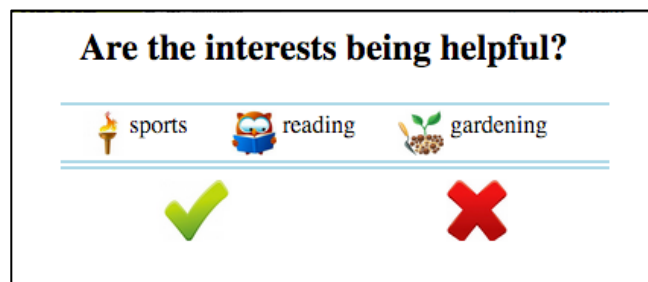 Are the interests being helpful?
sports reading gardening